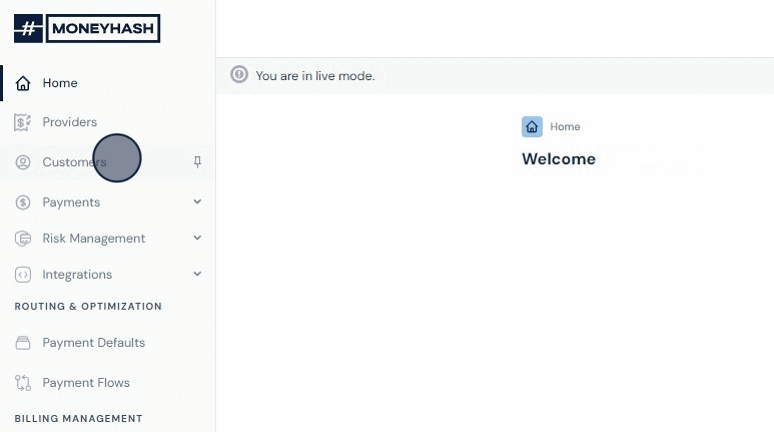 # MONEYHASH
You are in live mode.
Home
Providers
Customers
Payments
Risk Management
Integrations
ROUTING & OPTIMIZATION
Payment Defaults
Payment Flows
BILLING MANAGEMENT
Home
Welcome